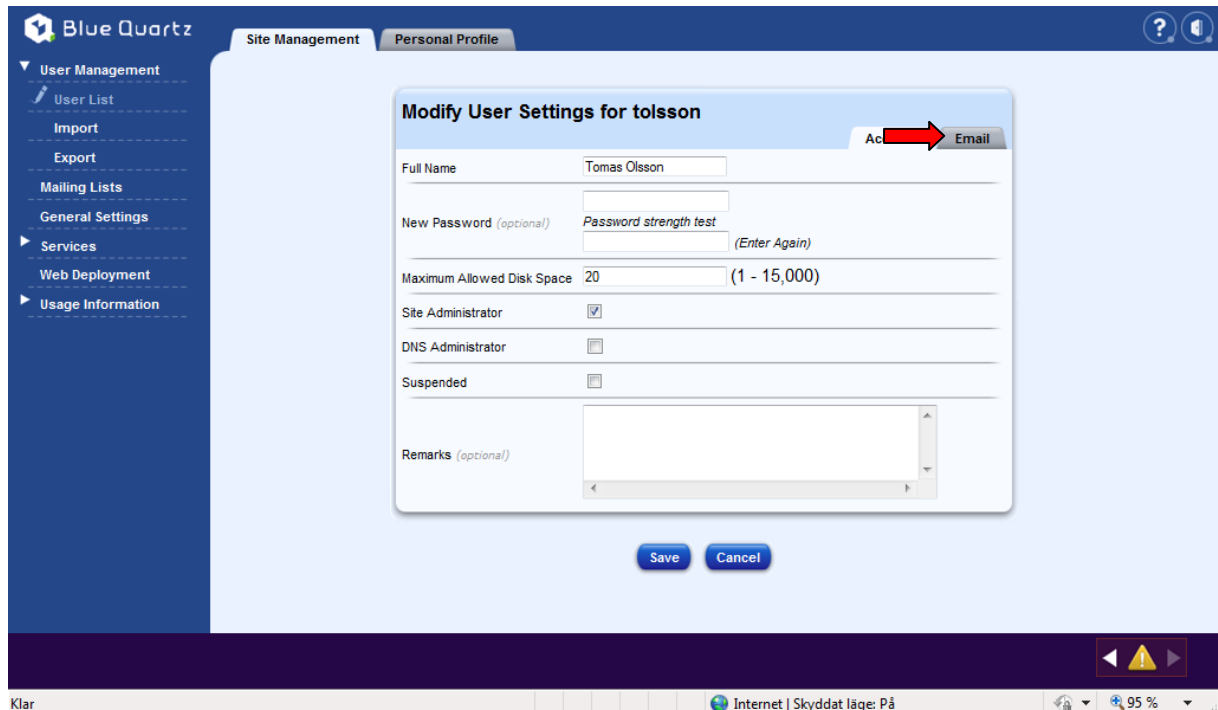 Blue Quartz
Site Management
Personal Profile
?
User Management
User List
Import
Export
Mailing Lists
General Settings
Services
Web Deployment
Usage Information
Modify User Settings for tolsson
Email
Full Name
Tomas Olsson
New Password (optional)
Password strength test
(Enter Again)
Maximum Allowed Disk Space 20 (1 - 15,000)
Site Administrator
DNS Administrator
Suspended
Remarks (optional)
Save
Cancel
Klar
Internet | Skyddat läge: På
95 %